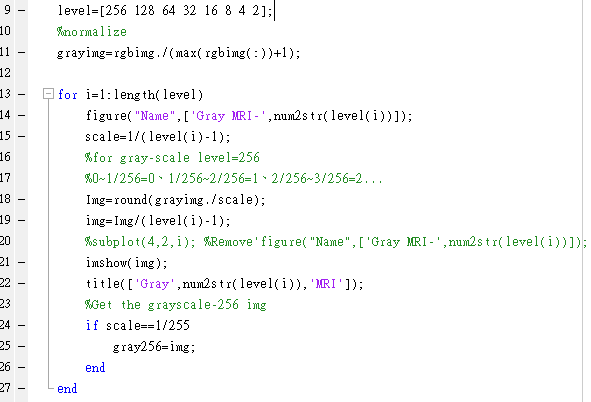 9 - level=[256 128 64 32 16 8 4 2];
10 %normalize
11 - grayimg=rgbimg./(max(rgbimg(:))+1);
12
13 - for i=1:length(level)
14 - figure("Name",['Gray MRI-',num2str(level(i))]);
15 - scale=1/(level(i)-1);
16 %for gray-scale level=256
17 %0~1/256=0、1/256~2/256=1、2/256~3/256=2...
18 - Img=round(grayimg./scale);
19 - img=Img/(level(i)-1);
20 %subplot(4,2,i); %Remove'figure("Name",['Gray MRI-',num2str(level(i))]);
21 - imshow(img);
22 - title(['Gray',num2str(level(i)),'MRI']);
23 %Get the grayscale-256 img
24 - if scale==1/255
25 - gray256=img;
26 - end
27 - end